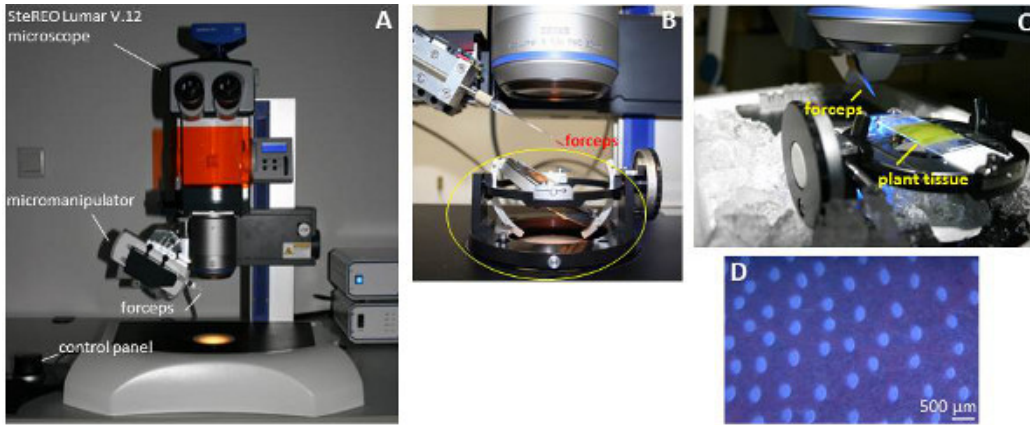 SteREO Lumar V.12
microscope
A
micromanipulator
forceps
control panel
B
forceps
C
forceps
plant tissue
D
500 µm